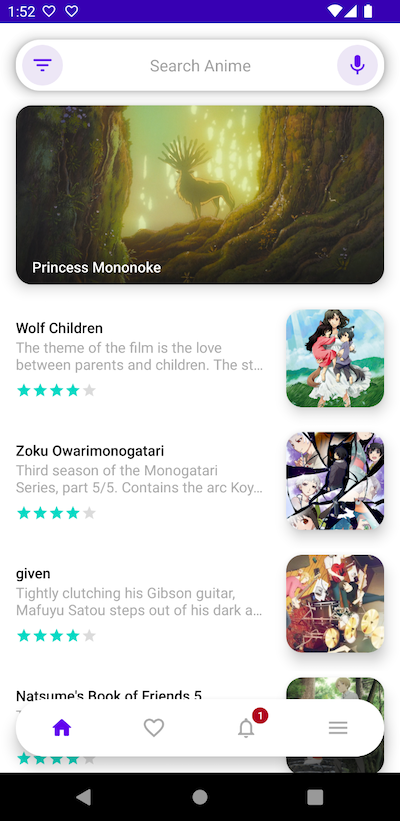 1:52
Search Anime
Princess Mononoke
Wolf Children
The theme of the film is the love
between parents and children. The st...
Zoku Owarimonogatari
Third season of the Monogatari
Series, part 5/5. Contains the arc Koy...
given
Tightly clutching his Gibson guitar,
Mafuyu Satou steps out of his dark a...
Natsume's Book of Friends 5
1